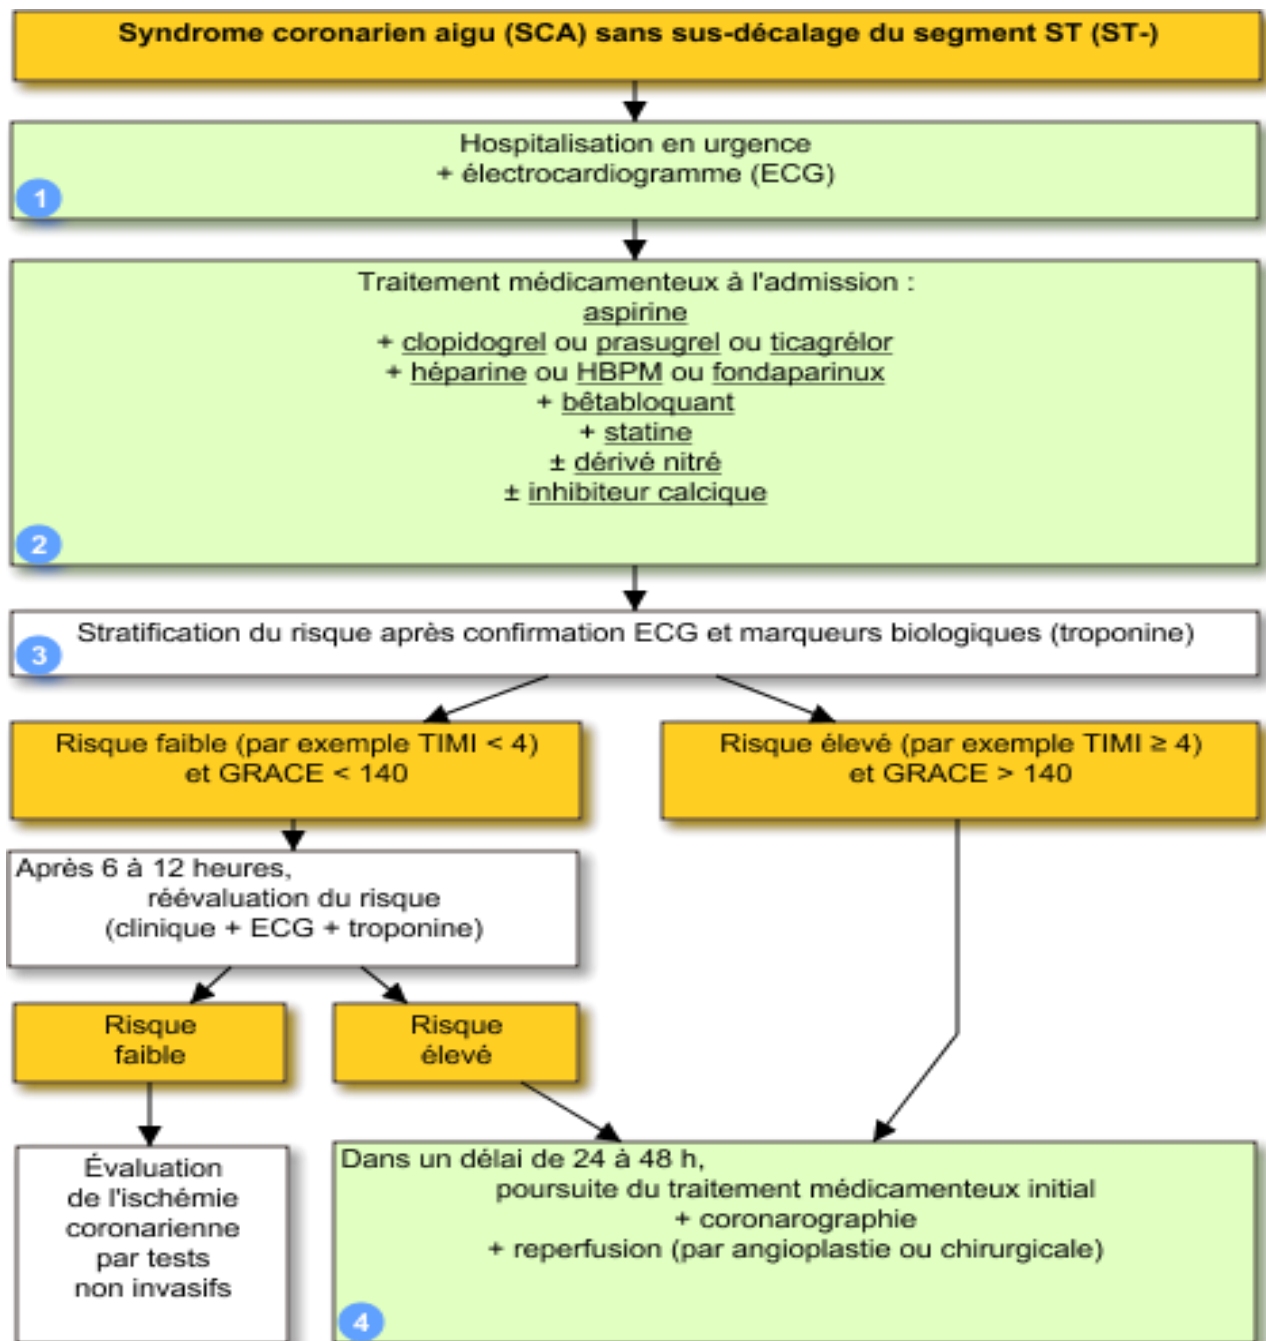 Syndrome coronarien aigu (SCA) sans sus-décalage du segment ST (ST-)
Hospitalisation en urgence
+ électrocardiogramme (ECG)
1
Traitement médicamenteux à l'admission :
aspirine
+ clopidogrel ou prasugrel ou ticagrélor
+ héparine ou HBPM ou fondaparinux
+ bêtabloquant
+ statine
± dérivé nitré
± inhibiteur calcique
2
Stratification du risque après confirmation ECG et marqueurs biologiques (troponine)
3
Risque faible (par exemple TIMI < 4)
et GRACE < 140
Risque élevé (par exemple TIMI ≥ 4)
et GRACE > 140
Après 6 à 12 heures,
réévaluation du risque
(clinique + ECG + troponine)
Risque
faible
Risque
élevé
Évaluation
de l'ischémie
coronarienne
par tests
non invasifs
Dans un délai de 24 à 48 h,
poursuite du traitement médicamenteux initial
+ coronarographie
+ reperfusion (par angioplastie ou chirurgicale)
4